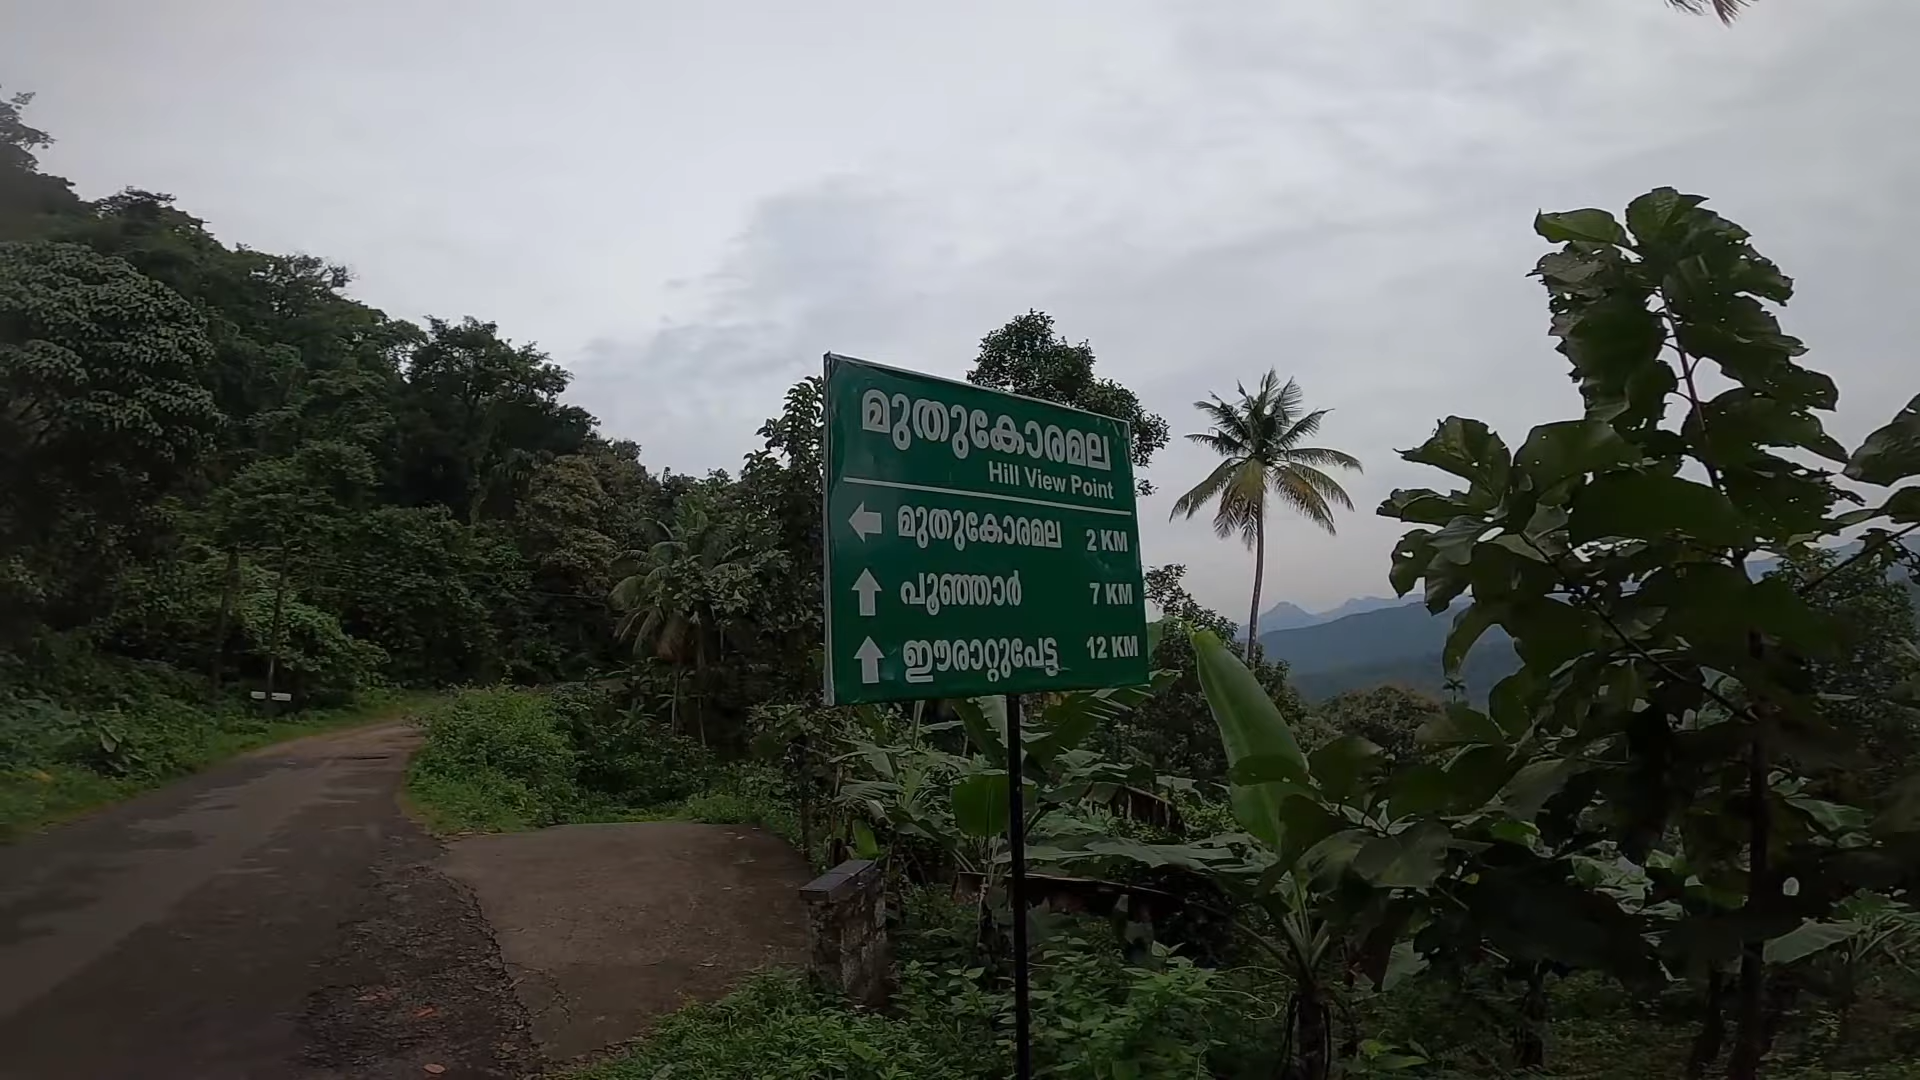 മുതുകോരമല
Hill View Point
മുതുകോരമല 2 KM
പൂഞ്ഞാർ 7 KM
ഈരാറ്റുപേട്ട 12 KM